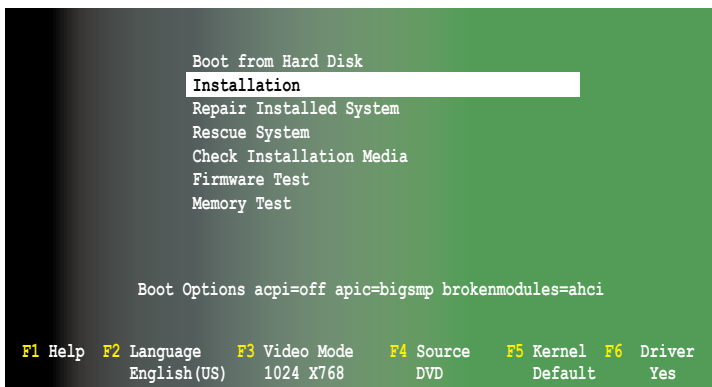 Boot from Hard Disk
Installation
Repair Installed System
Rescue System
Check Installation Media
Firmware Test
Memory Test
Boot Options acpi=off apic=bigsmp brokenmodules=ahci
F1 Help F2 Language F3 Video Mode F4 Source F5 Kernel F6 Driver
English(US) 1024 X768 DVD Default Yes